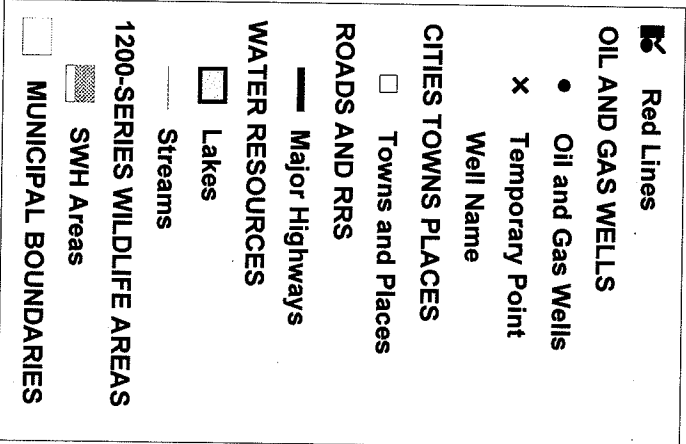 Red Lines
OIL AND GAS WELLS
Oil and Gas Wells
Temporary Point
Well Name
CITIES TOWNS PLACES
Towns and Places
ROADS AND RRS
Major Highways
WATER RESOURCES
Lakes
Streams
1200-SERIES WILDLIFE AREAS
SWH Areas
MUNICIPAL BOUNDARIES